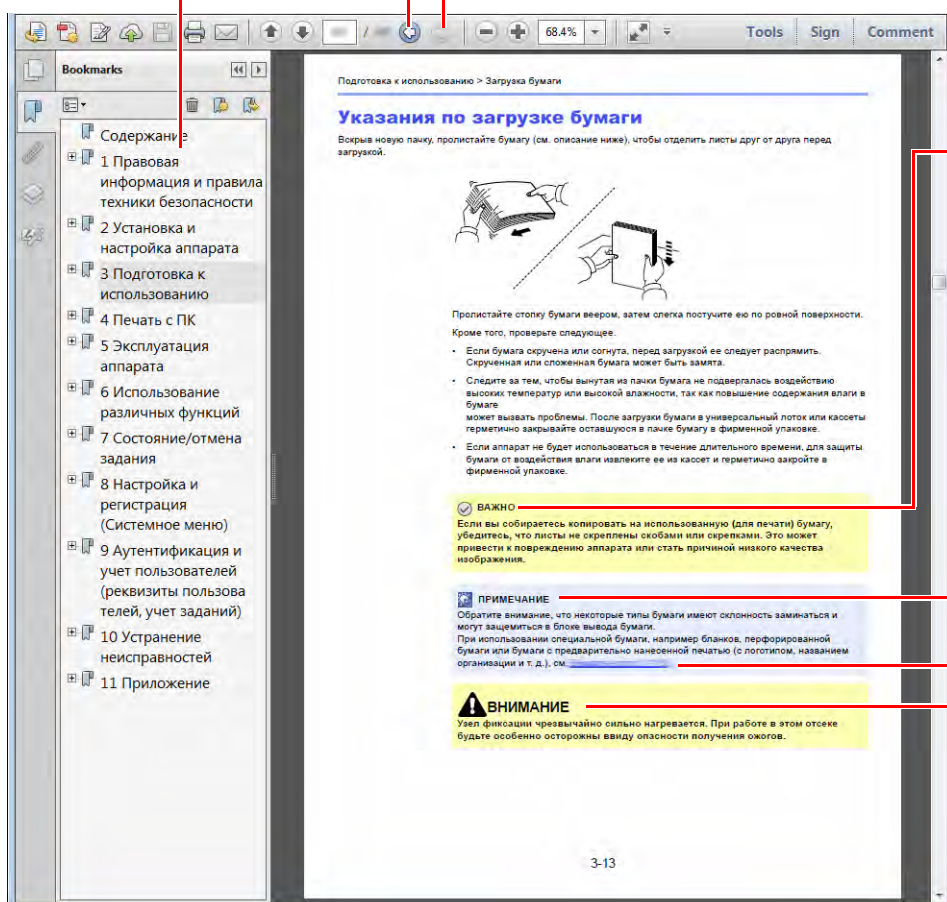 68.4%
Tools Sign Comment
Bookmarks
Содержание
1 Правовая
информация и правила
техники безопасности
2 Установка и
настройка аппарата
3 Подготовка к
использованию
4 Печать с ПК
5 Эксплуатация
аппарата
6 Использование
различных функций
7 Состояние/отмена
задания
8 Настройка и
регистрация
(Системное меню)
9 Аутентификация и
учет пользователей
(реквизиты пользова
телей, учет заданий)
10 Устранение
неисправностей
11 Приложение
Подготовка к использованию > Загрузка бумаги
Указания по загрузке бумаги
Вскрыв новую пачку, пролистайте бумагу (см. описание ниже), чтобы отделить листы друг от друга перед
загрузкой.
Пролистайте стопку бумаги веером, затем слегка постучите ею по ровной поверхности.
Кроме того, проверьте следующее.
• Если бумага скручена или согнута, перед загрузкой ее следует распрямить.
Скрученная или сложенная бумага может быть замята.
• Следите за тем, чтобы вынутая из пачки бумага не подвергалась воздействию
высоких температур или высокой влажности, так как повышение содержания влаги в
бумаге
может вызвать проблемы. После загрузки бумаги в универсальный лоток или кассеты
герметично закрывайте оставшуюся в пачке бумагу в фирменной упаковке.
• Если аппарат не будет использоваться в течение длительного времени, для защиты
бумаги от воздействия влаги извлеките ее из кассет и герметично закройте в
фирменной упаковке.
ВАЖНО
Если вы собираетесь копировать на использованную (для печати) бумагу,
убедитесь, что листы не скреплены скобами или скрепками. Это может
привести к повреждению аппарата или стать причиной низкого качества
изображения.
ПРИМЕЧАНИЕ
Обратите внимание, что некоторые типы бумаги имеют склонность заминаться и
могут защемиться в блоке вывода бумаги.
При использовании специальной бумаги, например бланков, перфорированной
бумаги или бумаги с предварительно нанесенной печатью (с логотипом, названием
организации и т. д.), см.
ВНИМАНИЕ
Узел фиксации чрезвычайно сильно нагревается. При работе в этом отсеке
будьте особенно осторожны ввиду опасности получения ожогов.
3-13